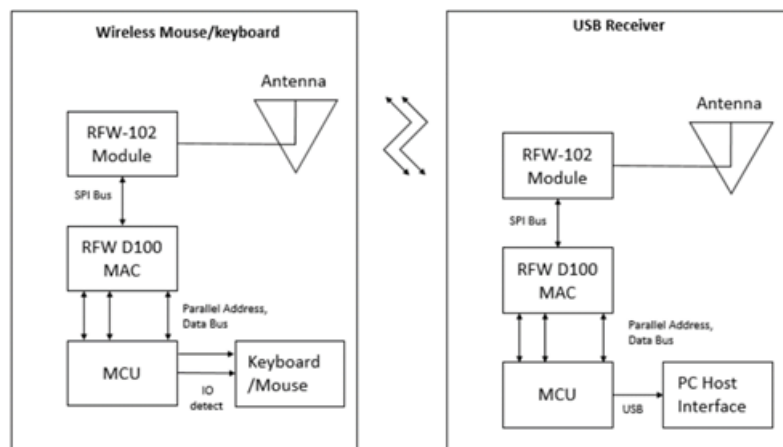 Wireless Mouse/keyboard
Antenna
RFW-102
Module
SPI Bus
RFW D100
MAC
Parallel Address,
Data Bus
MCU
IO
detect
Keyboard
/Mouse
USB Receiver
Antenna
RFW-102
Module
SPI Bus
RFW D100
MAC
Parallel Address,
Data Bus
MCU
USB
PC Host
Interface